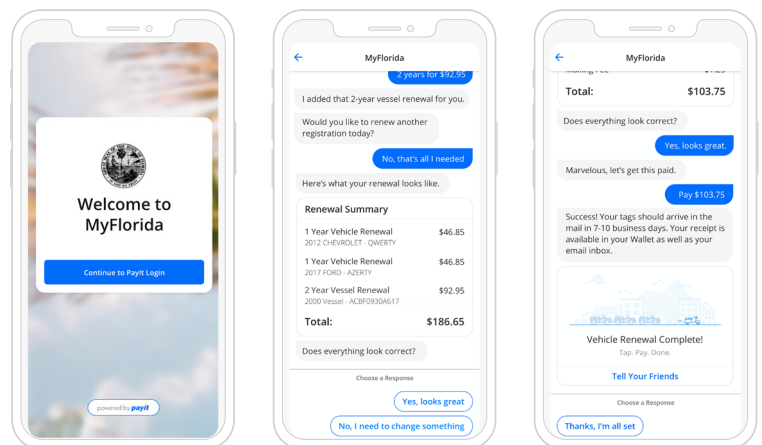 Welcome to
MyFlorida
Continue to PayIt Login
powered by payit
MyFlorida
2 years for $92.95
I added that 2-year vessel renewal for you.
Would you like to renew another
registration today?
No, that's all I needed
Here's what your renewal looks like.
Renewal Summary
1 Year Vehicle Renewal $46.85
2012 CHEVROLET - QWERTY
1 Year Vehicle Renewal $46.85
2017 FORD - AZERTY
2 Year Vessel Renewal $92.95
2000 Vessel - ACBF0930A617
Total: $186.65
Does everything look correct?
Choose a Response
Yes, looks great
No, I need to change something
MyFlorida
Total: $103.75
Does everything look correct?
Yes, looks great.
Marvelous, let's get this paid.
Pay $103.75
Success! Your tags should arrive in the
mail in 7-10 business days. Your receipt is
available in your Wallet as well as your
email inbox.
Vehicle Renewal Complete!
Tap. Pay. Done.
Tell Your Friends
Choose a Response
Thanks, I'm all set